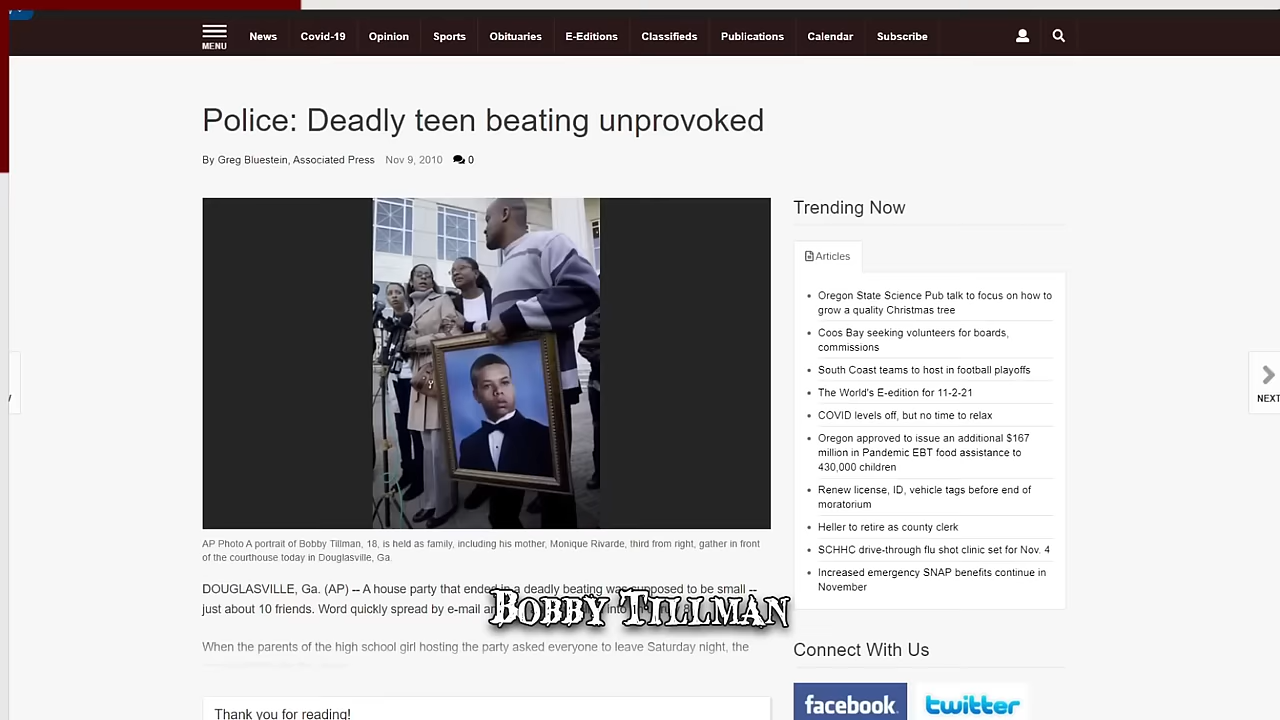 MENU
News
Covid-19
Opinion
Sports
Obituaries
E-Editions
Classifieds
Publications
Calendar
Subscribe
Police: Deadly teen beating unprovoked
By Greg Bluestein, Associated Press Nov 9, 2010 0
AP Photo A portrait of Bobby Tillman, 18, is held as family, including his mother, Monique Rivarde, third from right, gather in front
of the courthouse today in Douglasville, Ga.
DOUGLASVILLE, Ga. (AP) -- A house party that ended in a deadly beating was supposed to be small --
just about 10 friends. Word quickly spread by e-mail
BOBBY TILLMAN
When the parents of the high school girl hosting the party asked everyone to leave Saturday night, the
Thank you for reading!
Trending Now
Articles
Oregon State Science Pub talk to focus on how to
grow a quality Christmas tree
Coos Bay seeking volunteers for boards,
commissions
South Coast teams to host in football playoffs
The World's E-edition for 11-2-21
COVID levels off, but no time to relax
Oregon approved to issue an additional $167
million in Pandemic EBT food assistance to
430,000 children
Renew license, ID, vehicle tags before end of
moratorium
Heller to retire as county clerk
SCHHC drive-through flu shot clinic set for Nov. 4
Increased emergency SNAP benefits continue in
November
Connect With Us
facebook.
twitter
NEXT